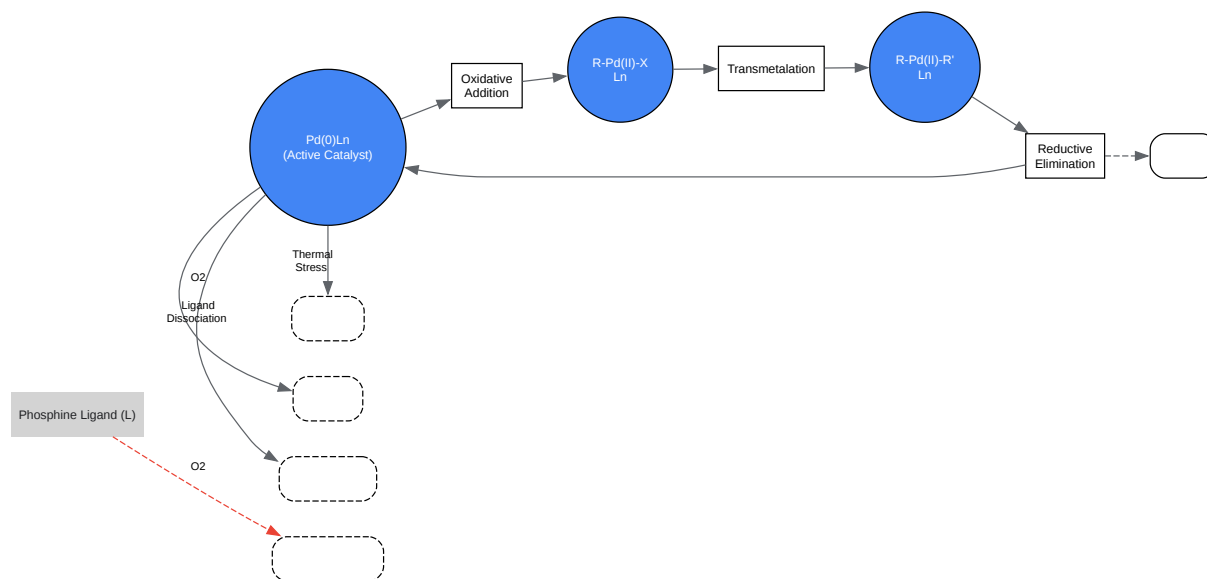 R-Pd(II)-X
Ln
Transmetalation
R-Pd(II)-R'
Ln
Oxidative
Addition
Pd(0)Ln
(Active Catalyst)
Reductive
Elimination
Thermal
Stress
O2
Ligand
Dissociation
Phosphine Ligand (L)
O2